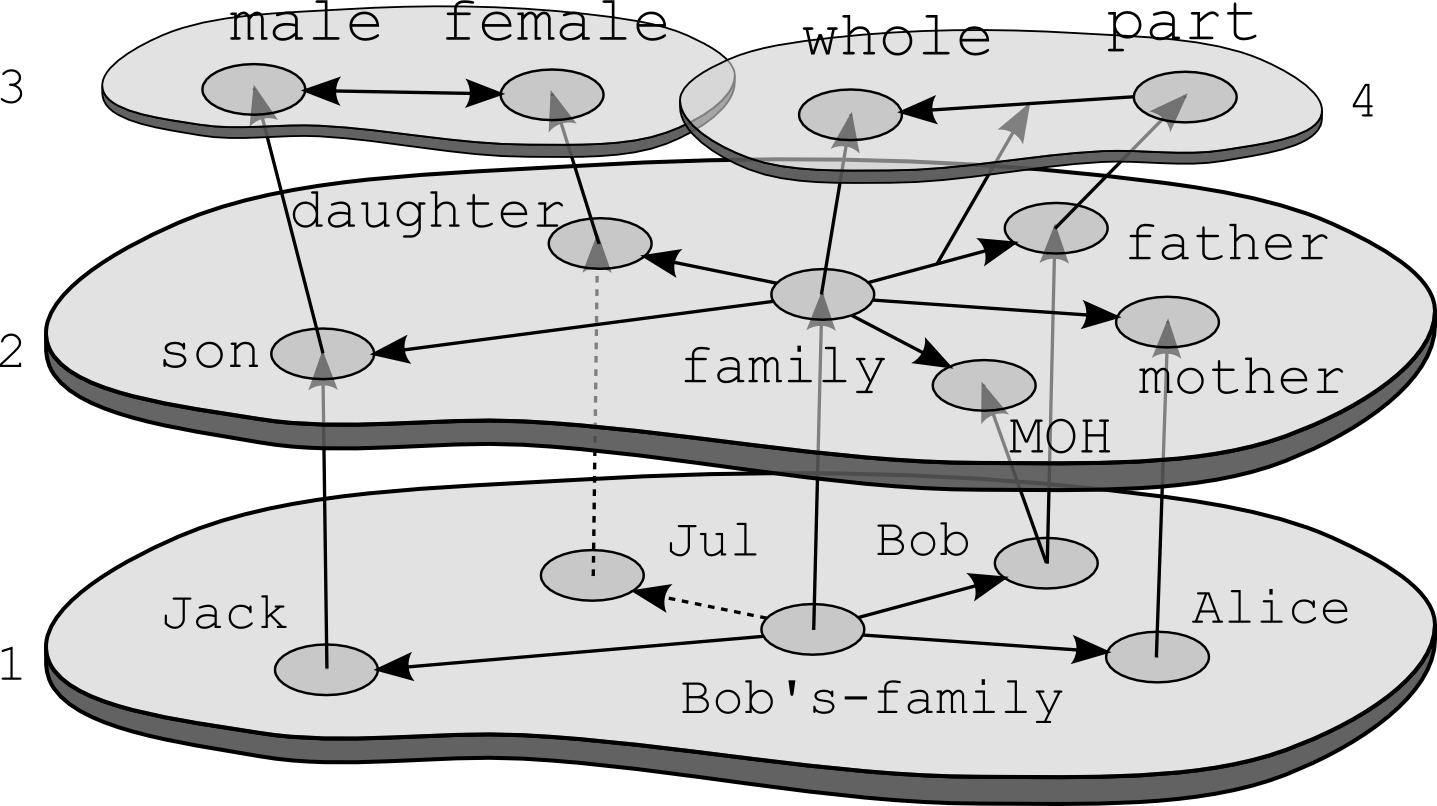 male female
whole part
3
4
daughter
father
2
son
family
mother
MOH
Jul
Bob
Jack
Alice
1
Bob's-family